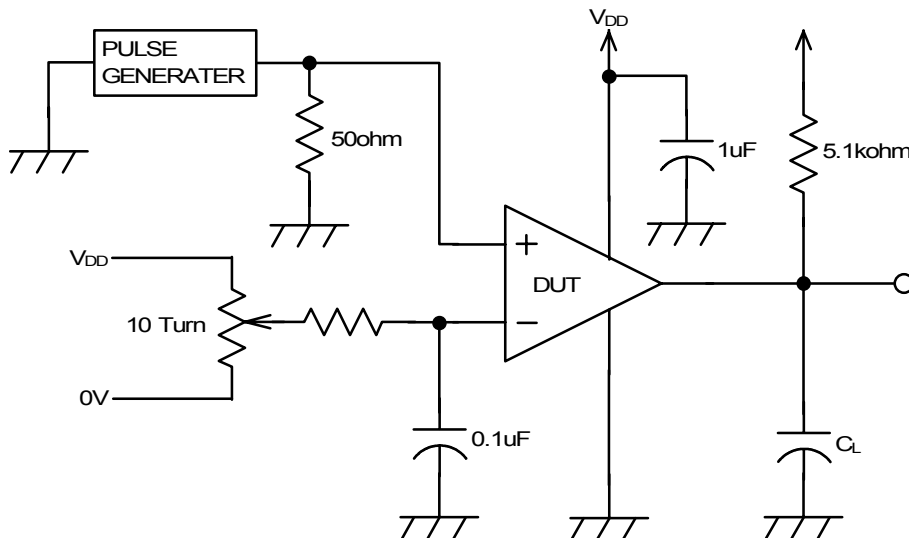 VDD
PULSE
GENERATER
50ohm
1uF
5.1kohm
VDD
+
DUT
10 Turn
−
0V
0.1uF
CL